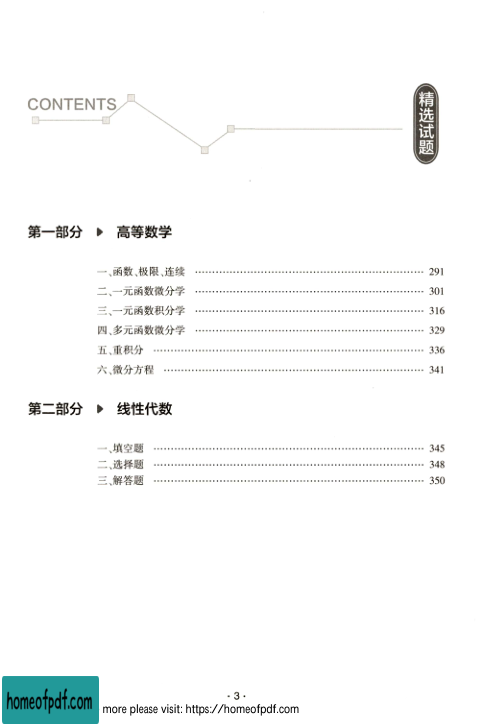 CONTENTS
精选试题
第一部分 ▶ 高等数学
一、函数、极限、连续 …………………………………………… 291
二、一元函数微分学 …………………………………………… 301
三、一元函数积分学 …………………………………………… 316
四、多元函数微分学 …………………………………………… 329
五、重积分 …………………………………………… 336
六、微分方程 …………………………………………… 341
第二部分 ▶ 线性代数
一、填空题 …………………………………………… 345
二、选择题 …………………………………………… 348
三、解答题 …………………………………………… 350
· 3 ·
homeofpdf.com
more please visit: https://homeofpdf.com